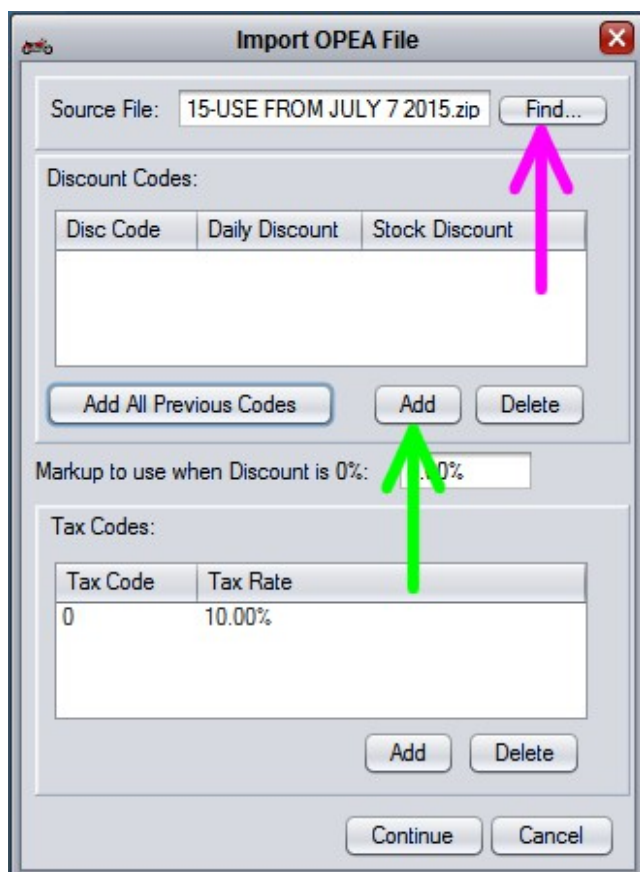 Import OPEA File
Source File: 15-USE FROM JULY 7 2015.zip Find...
Discount Codes:
Disc Code Daily Discount Stock Discount
Add All Previous Codes Add Delete
Markup to use when Discount is 0%:
Tax Codes:
Tax Code Tax Rate
0 10.00%
Add Delete
Continue Cancel